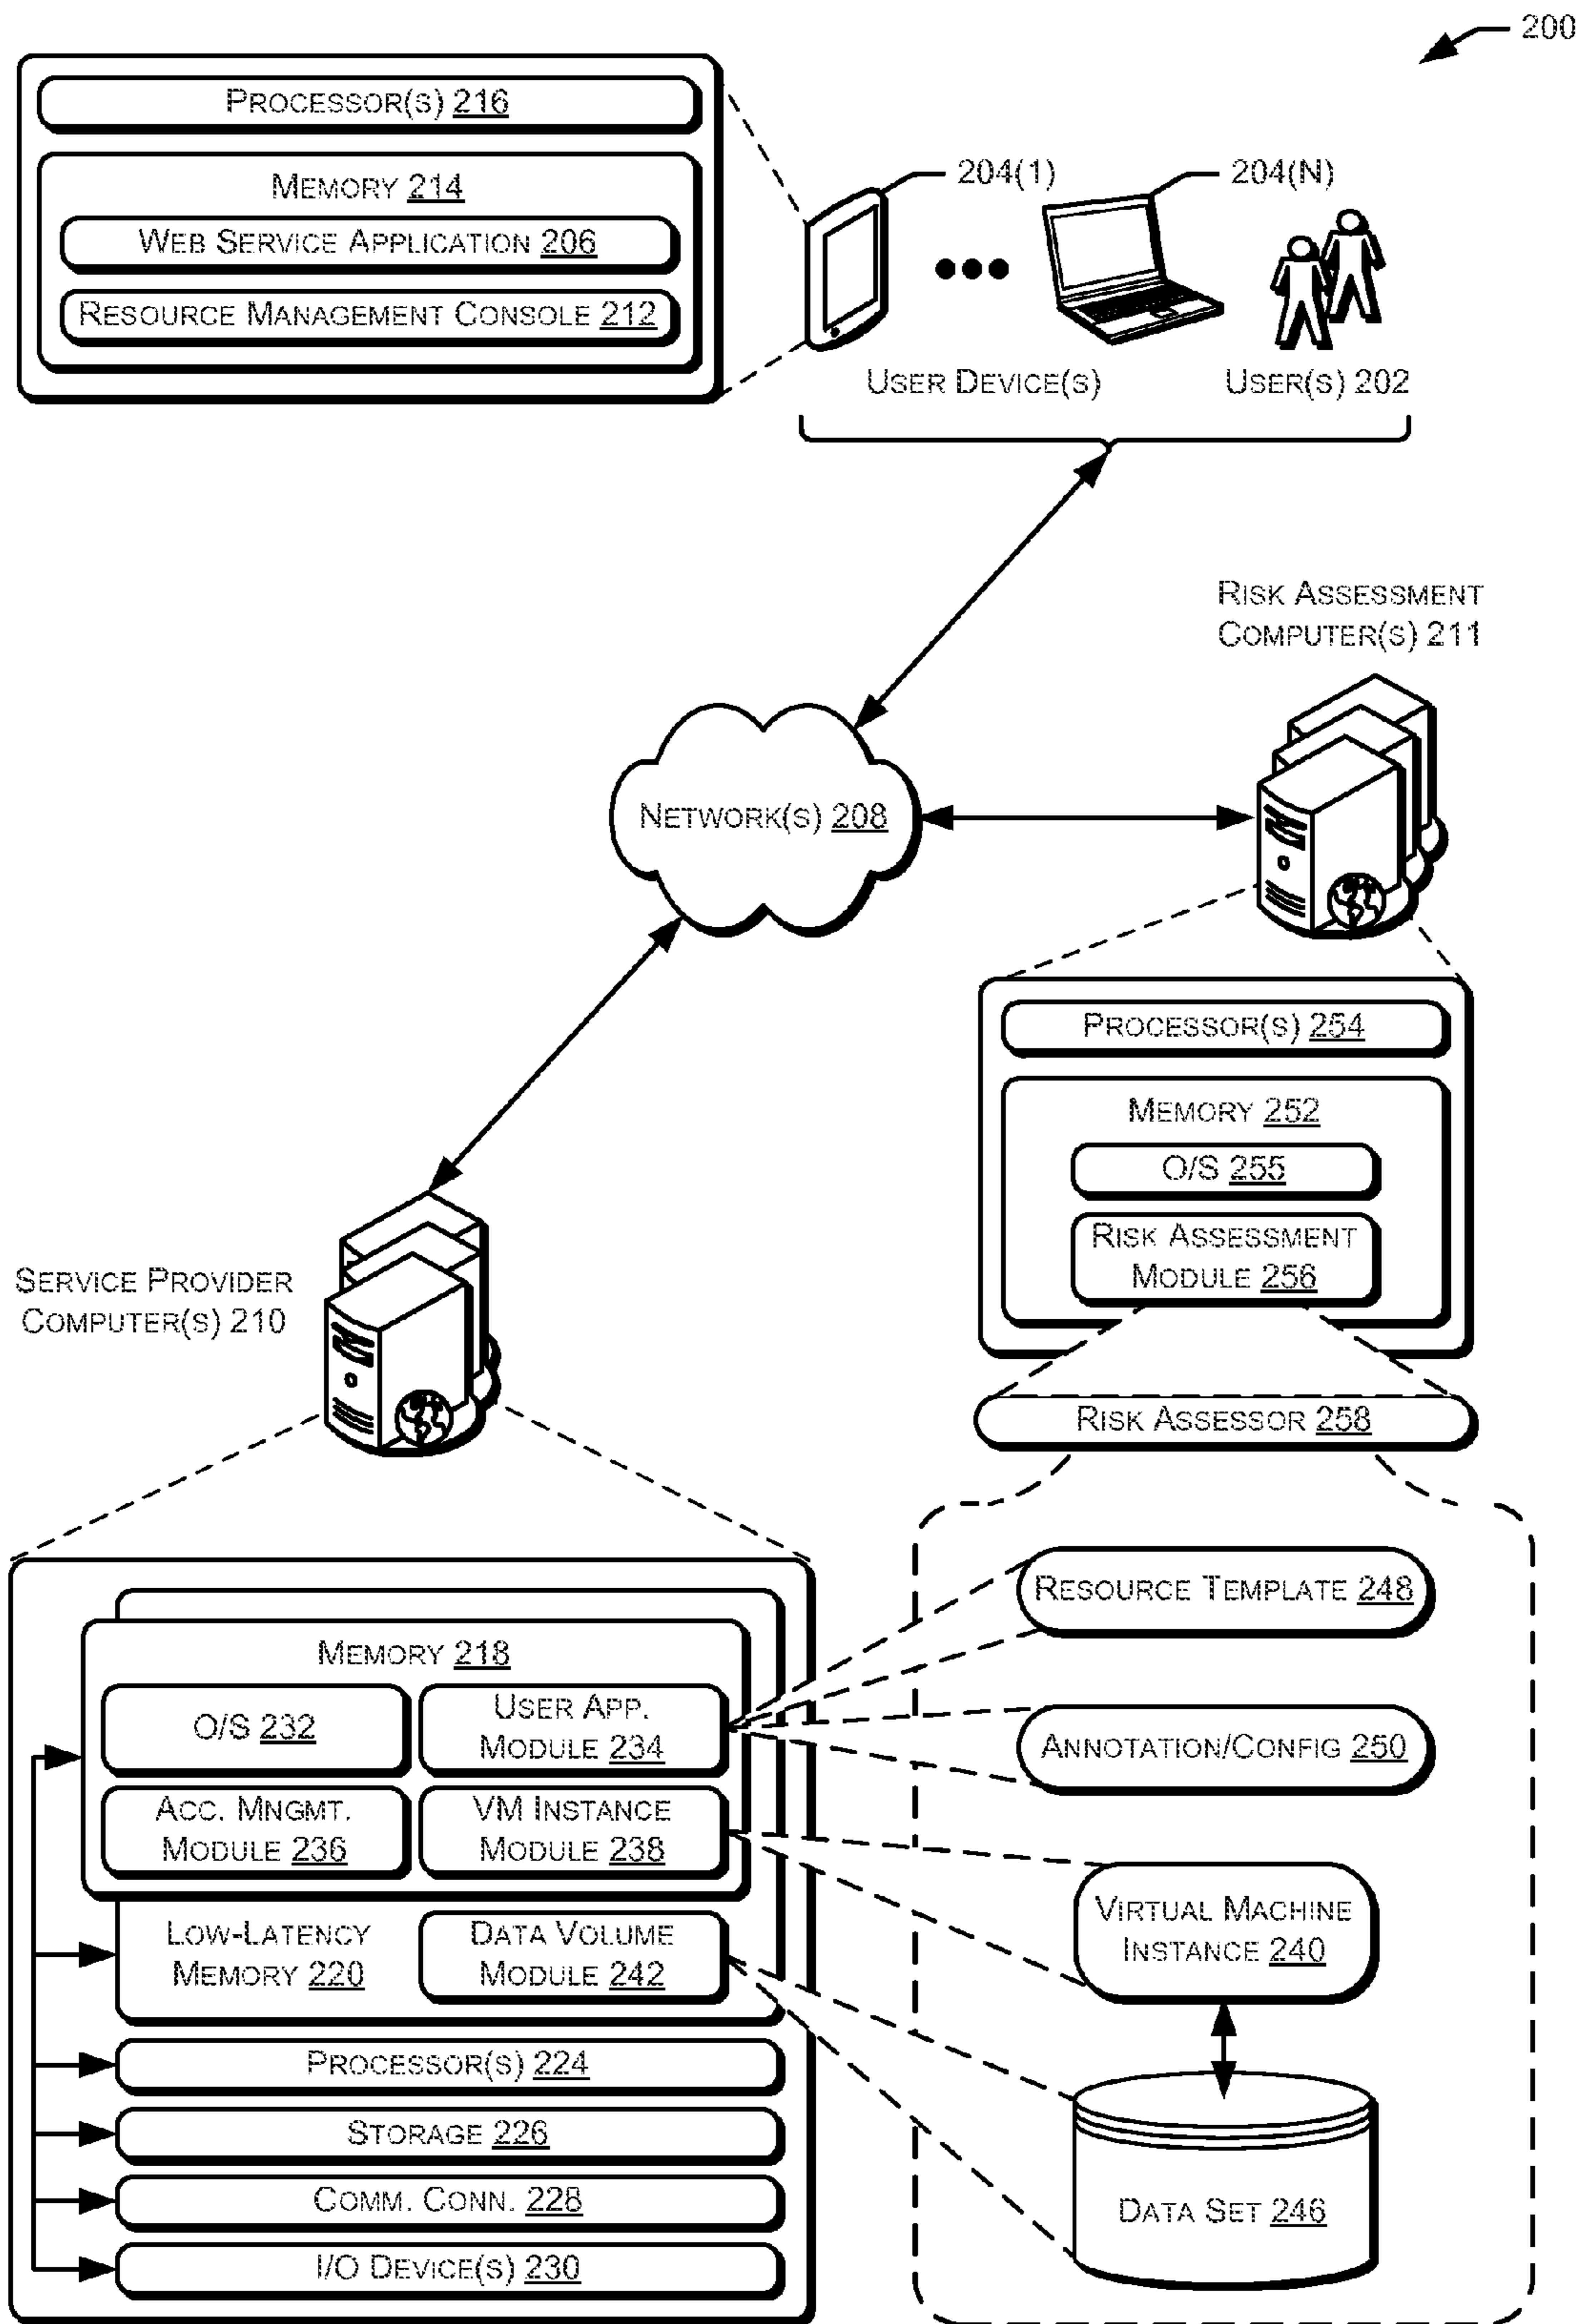 200
PROCESSOR(S) 216
MEMORY 214
WEB SERVICE APPLICATION 206
RESOURCE MANAGEMENT CONSOLE 212
204(1)
204(N)
USER DEVICE(S)
USER(S) 202
RISK ASSESSMENT
COMPUTER(S) 211
NETWORK(S) 208
PROCESSOR(S) 254
MEMORY 252
O/S 255
RISK ASSESSMENT
MODULE 256
SERVICE PROVIDER
COMPUTER(S) 210
RISK ASSESSOR 258
MEMORY 218
O/S 232
USER APP.
MODULE 234
ACC. MNGMT.
MODULE 236
VM INSTANCE
MODULE 238
LOW-LATENCY
MEMORY 220
DATA VOLUME
MODULE 242
PROCESSOR(S) 224
STORAGE 226
COMM. CONN. 228
I/O DEVICE(S) 230
RESOURCE TEMPLATE 248
ANNOTATION/CONFIG 250
VIRTUAL MACHINE
INSTANCE 240
DATA SET 246